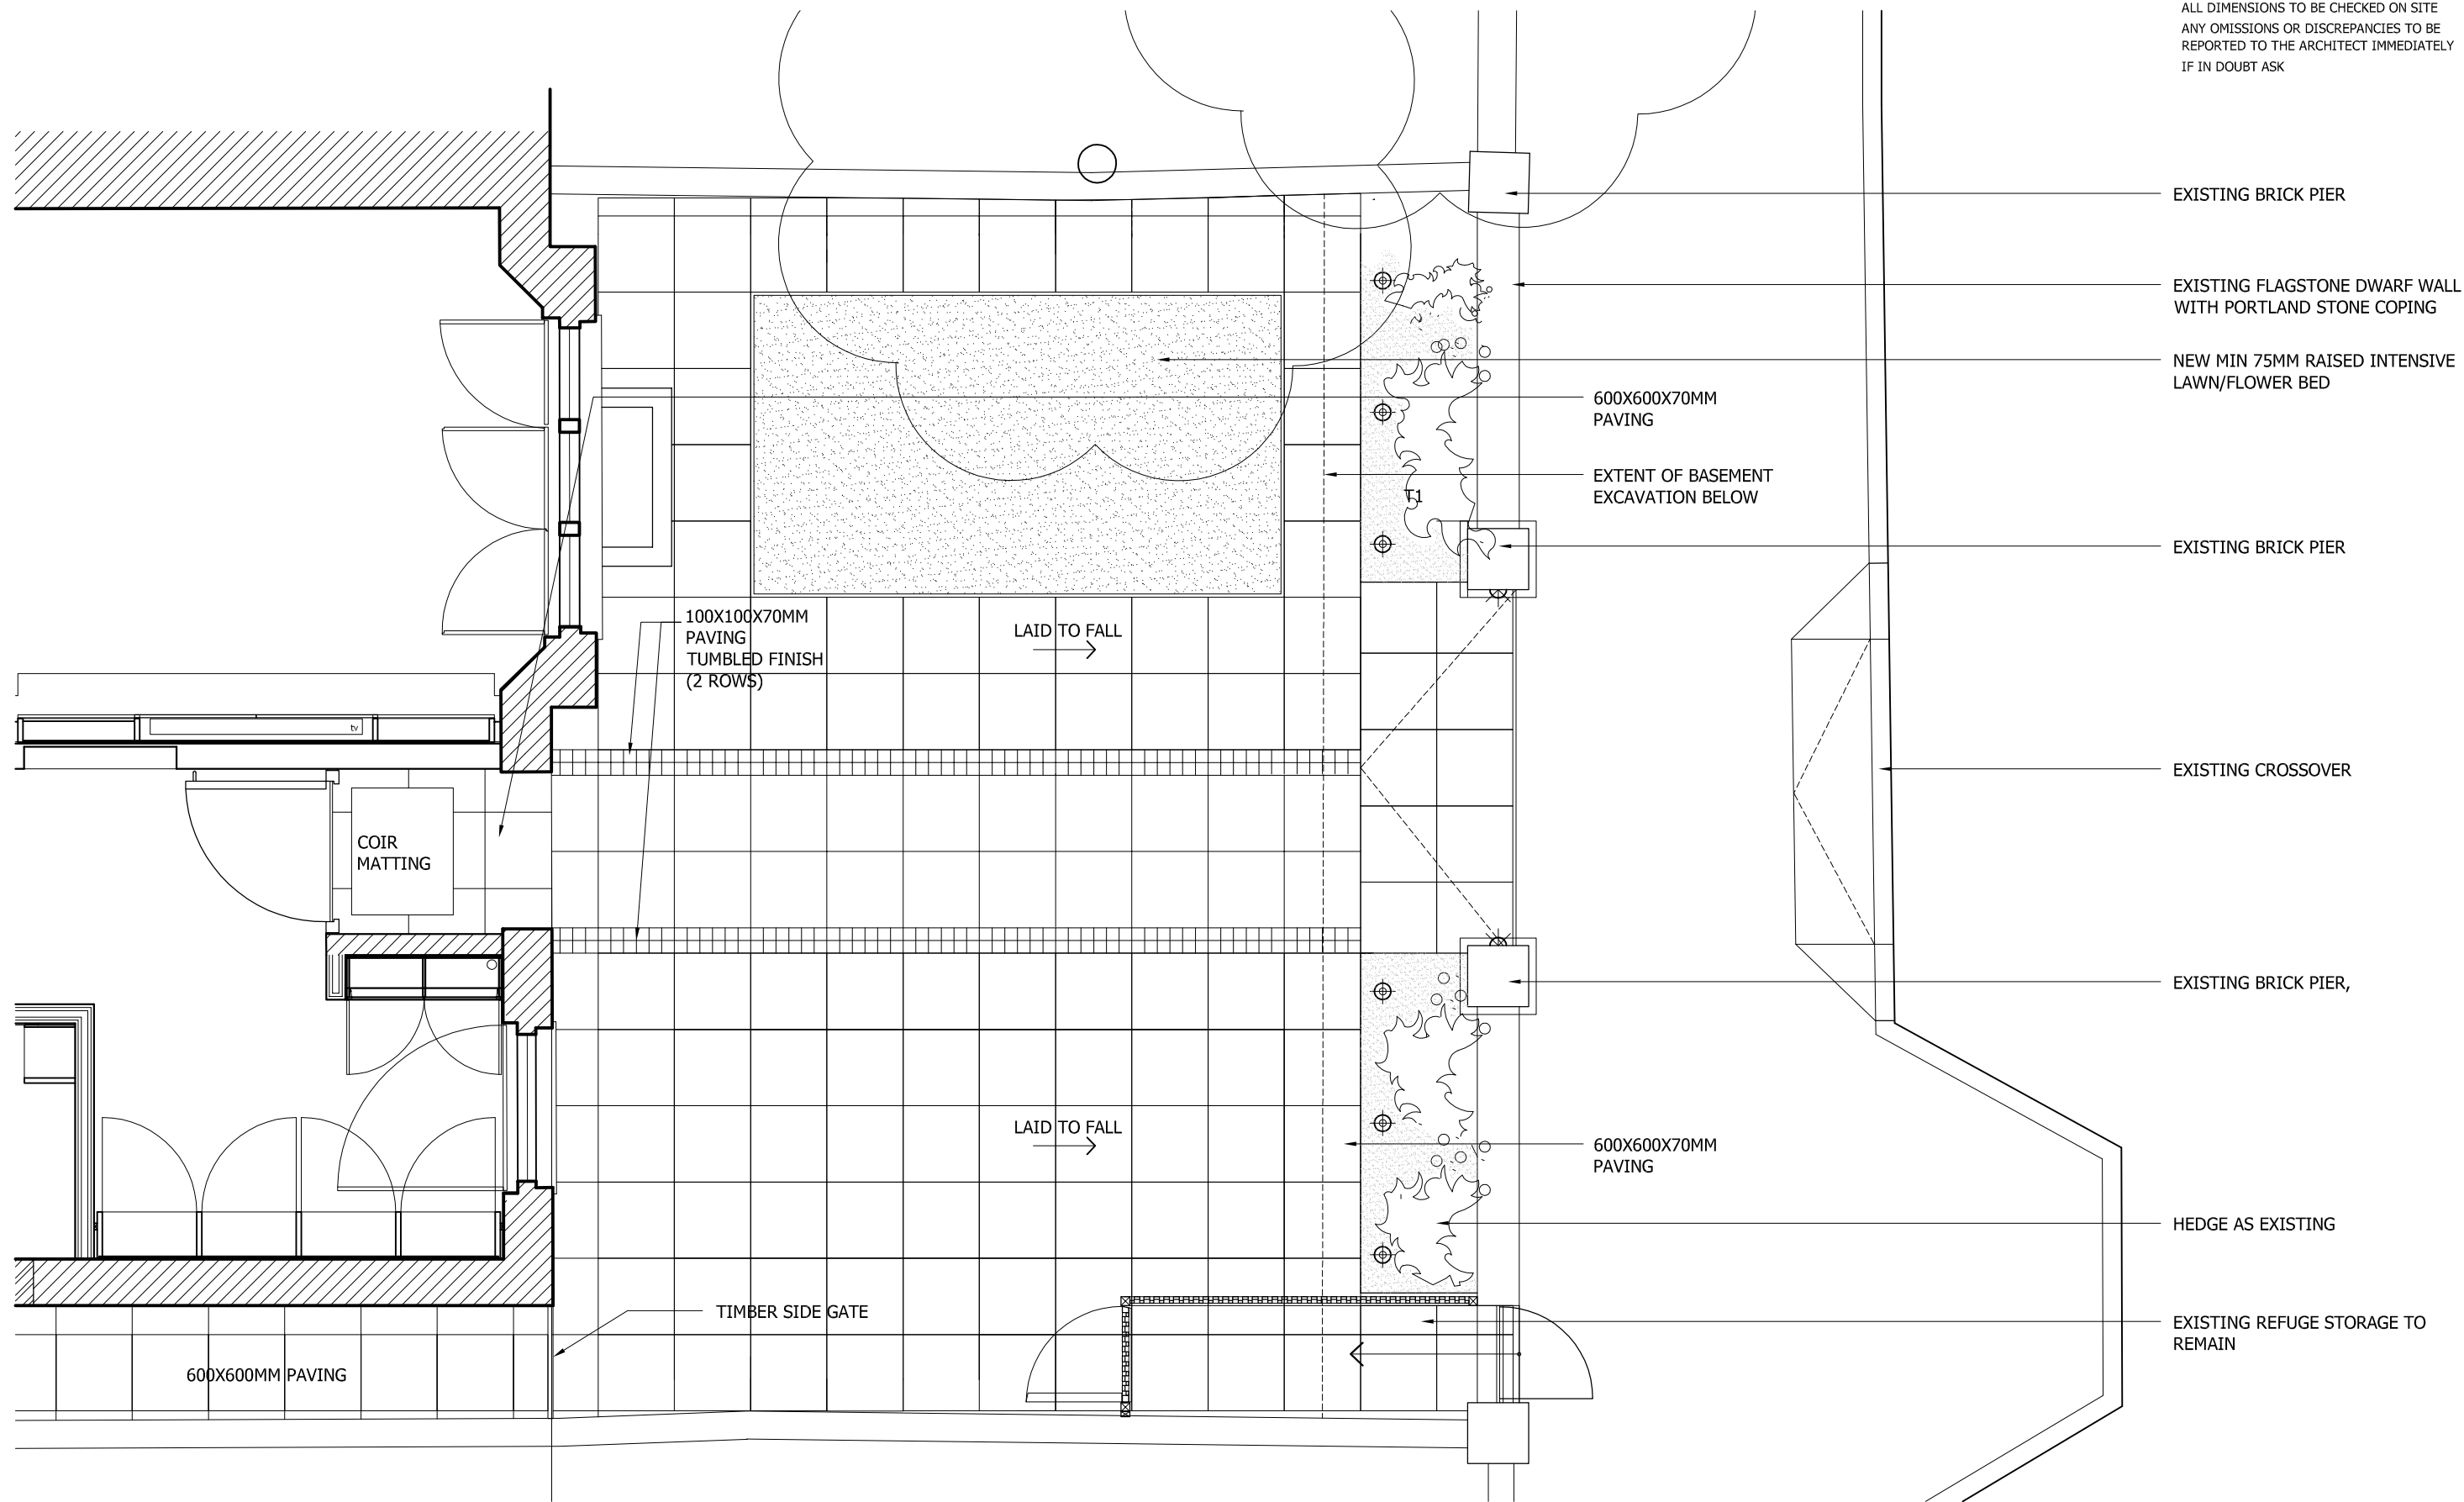 ALL DIMENSIONS TO BE CHECKED ON SITE
ANY OMISSIONS OR DISCREPANCIES TO BE
REPORTED TO THE ARCHITECT IMMEDIATELY
IF IN DOUBT ASK
EXISTING BRICK PIER
EXISTING FLAGSTONE DWARF WALL
WITH PORTLAND STONE COPING
NEW MIN 75MM RAISED INTENSIVE
LAWN/FLOWER BED
600X600X70MM
PAVING
EXTENT OF BASEMENT
EXCAVATION BELOW
T1
EXISTING BRICK PIER
100X100X70MM
PAVING
TUMBLED FINISH
(2 ROWS)
LAID TO FALL
tv
EXISTING CROSSOVER
COIR
MATTING
EXISTING BRICK PIER,
LAID TO FALL
600X600X70MM
PAVING
HEDGE AS EXISTING
TIMBER SIDE GATE
EXISTING REFUGE STORAGE TO
REMAIN
600X600MM PAVING